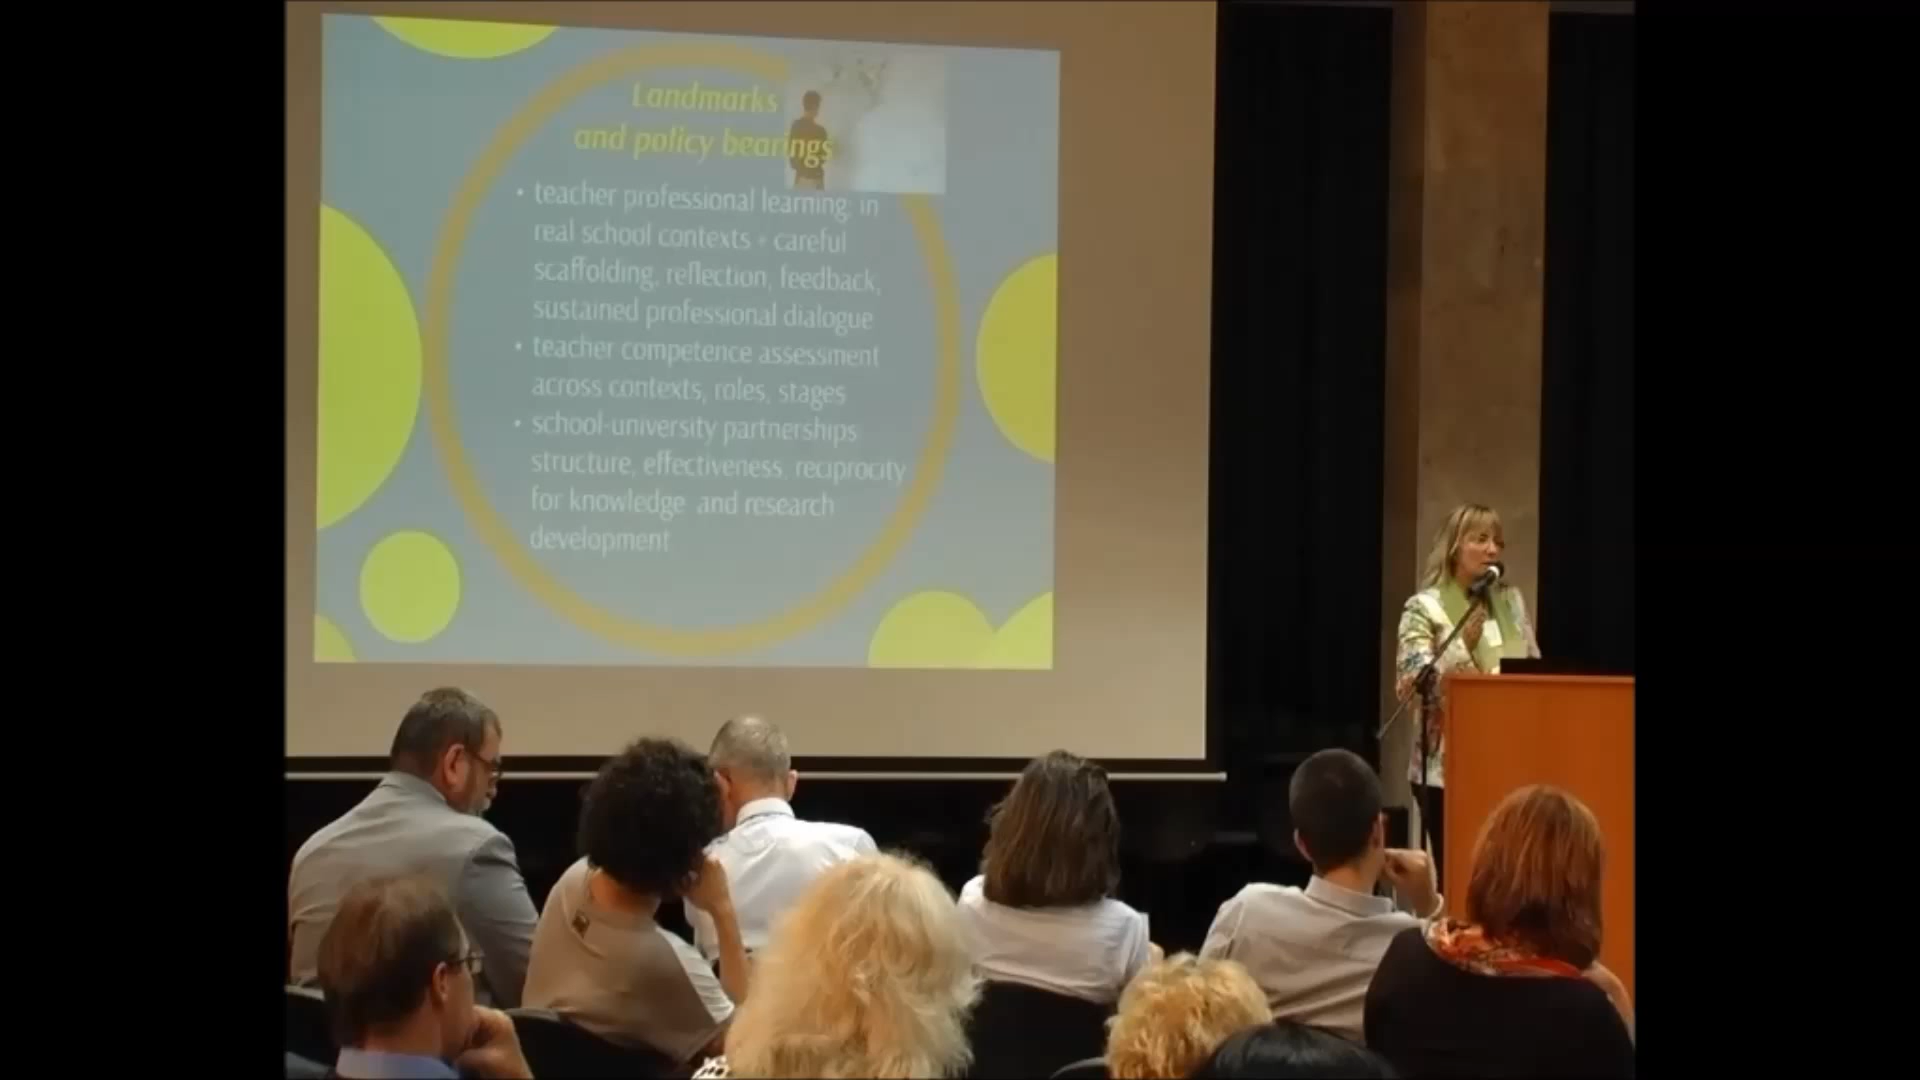 Landmarks
and policy bearings
• teacher professional learning: in
real school contexts + careful
scaffolding, reflection, feedback,
sustained professional dialogue
• teacher competence assessment
across contexts, roles, stages
• school-university partnerships
structure, effectiveness, reciprocity
for knowledge and research
development